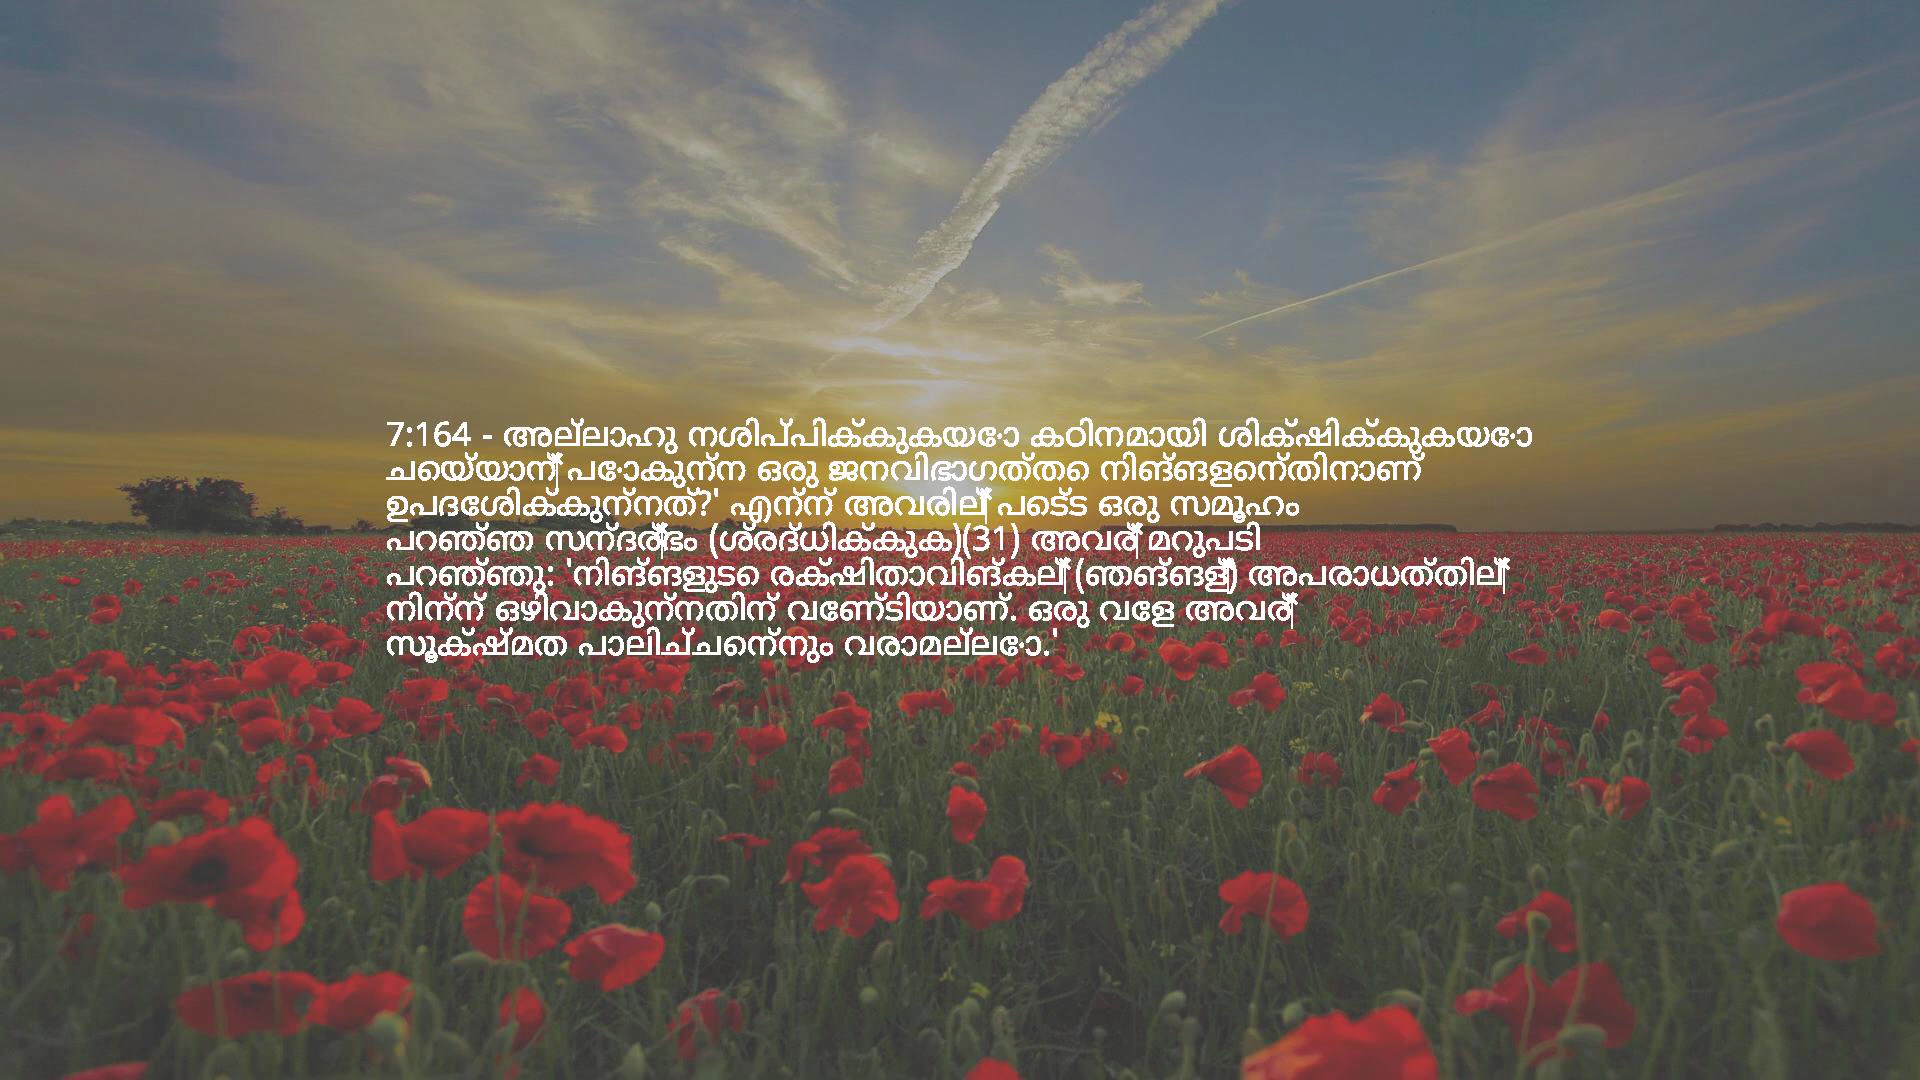 7:164 - അല്ലാഹു നശിപ്പിക്കുകയോ കഠിനമായി ശിക്ഷിക്കുകയോ
ചെയ്യാന്‍ പോകുന്ന ഒരു ജനവിഭാഗത്തെ നിങ്ങളെന്തിനാണ്
ഉപദേശിക്കുന്നത്?' എന്ന് അവരില്‍ പെട്ട ഒരു സമൂഹം
പറഞ്ഞ സന്ദര്‍ഭം (ശ്രദ്ധിക്കുക)(31) അവര്‍ മറുപടി
പറഞ്ഞു: 'നിങ്ങളുടെ രക്ഷിതാവിങ്കല്‍ (ഞങ്ങള്‍) അപരാധത്തില്‍
നിന്ന് ഒഴിവാകുന്നതിന് വേണ്ടിയാണ്. ഒരു വേള അവര്‍
സൂക്ഷ്മത പാലിച്ചെന്നും വരാമല്ലോ.'